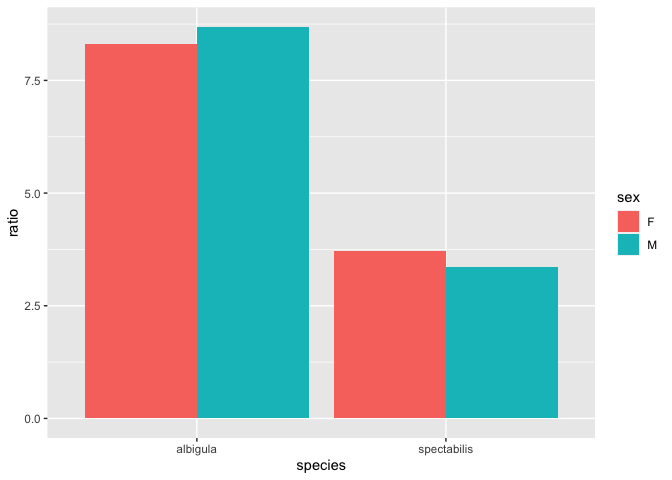 7.5
5.0
2.5
0.0
ratio
albigula
spectabilis
species
sex
F
M